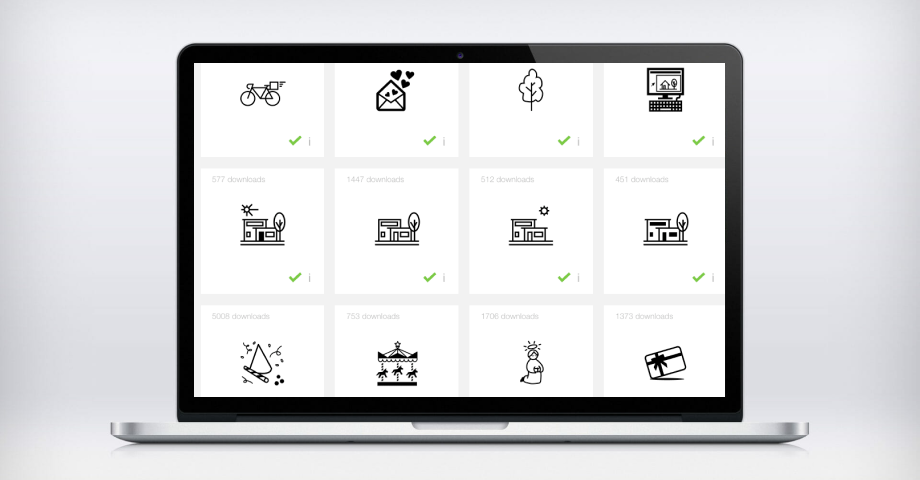 i
i
i
i
577 downloads
1447 downloads
512 downloads
451 downloads
i
i
i
i
5008 downloads
753 downloads
1706 downloads
1373 downloads